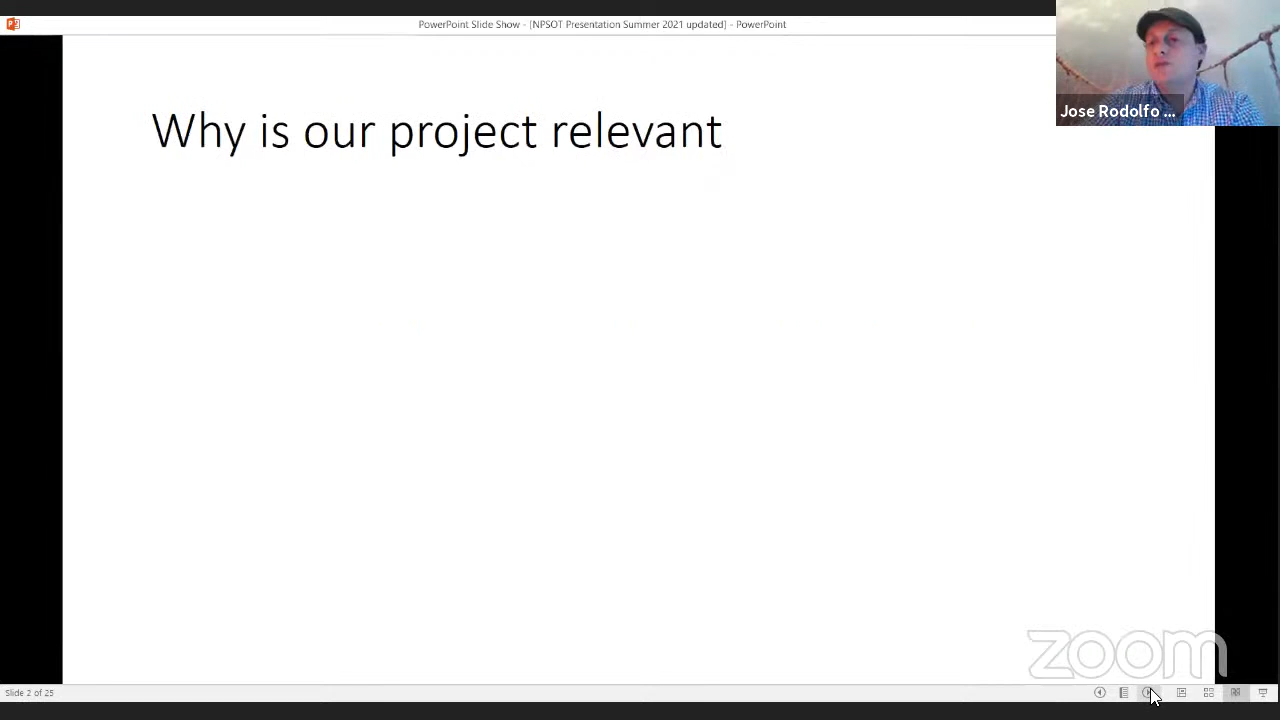 PowerPoint Slide Show - [NPSOT Presentation Summer 2021 updated] - PowerPoint
Jose Rodolfo ...
Why is our project relevant
zoom
Slide 2 of 25